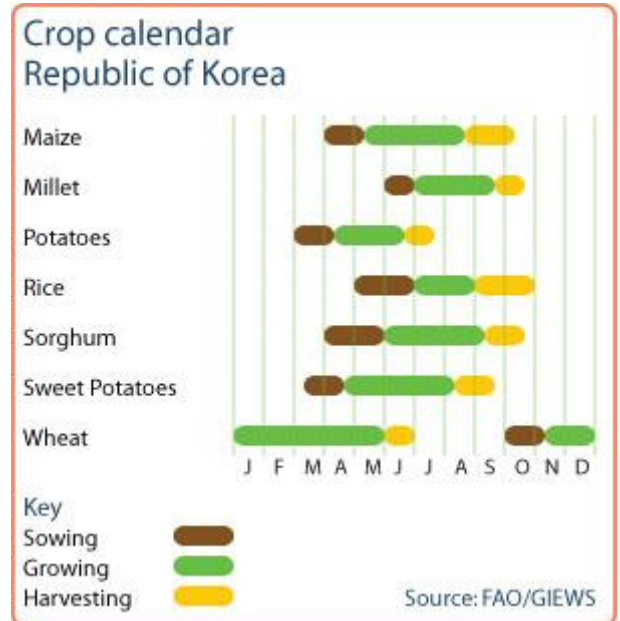 Crop calendar
Republic of Korea
Maize
Millet
Potatoes
Rice
Sorghum
Sweet Potatoes
Wheat
J F M A M J J A S O N D
Key
Sowing
Growing
Harvesting
Source: FAO/GIEWS